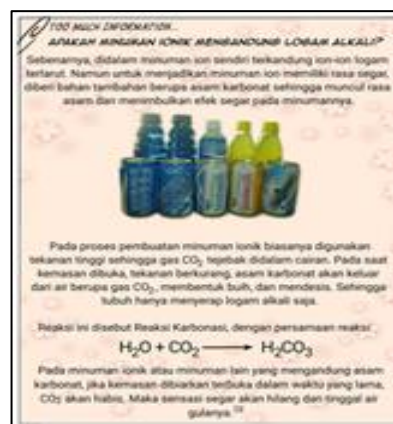 TOO MUCH INFORMATION...
APAKAH MINUMAN IONIK MENGANDUNG LOGAM ALKALI?
Sebenarnya, didalam minuman ion sendiri terkandung ion-ion logam
terlarut. Namun untuk menjadikan minuman ion memiliki rasa segar,
diberi bahan tambahan berupa asam karbonat sehingga muncul rasa
asam dan menimbulkan efek segar pada minumannya.
Pada proses pembuatan minuman ionik biasanya digunakan
tekanan tinggi sehingga gas CO₂ tejebak didalam cairan. Pada saat
kemasan dibuka, tekanan berkurang, asam karbonat akan keluar
dari air berupa gas CO₂, membentuk buih, dan mendesis. Sehingga
tubuh hanya menyerap logam alkali saja.
Reaksi ini disebut Reaksi Karbonasi, dengan persamaan reaksi
H₂O + CO₂ ⟶ H₂CO₃
Pada minuman ionik atau minuman lain yang mengandung asam
karbonat, jika kemasan dibiarkan terbuka dalam waktu yang lama,
CO₂ akan habis. Maka sensasi segar akan hilang dan tinggal air
gulanya.